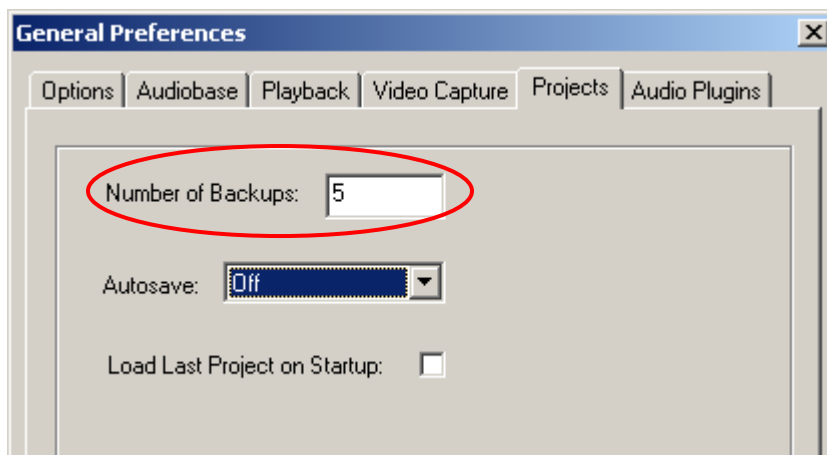 General Preferences
Options Audiobase Playback Video Capture Projects Audio Plugins
Number of Backups: 5
Autosave: Off
Load Last Project on Startup: